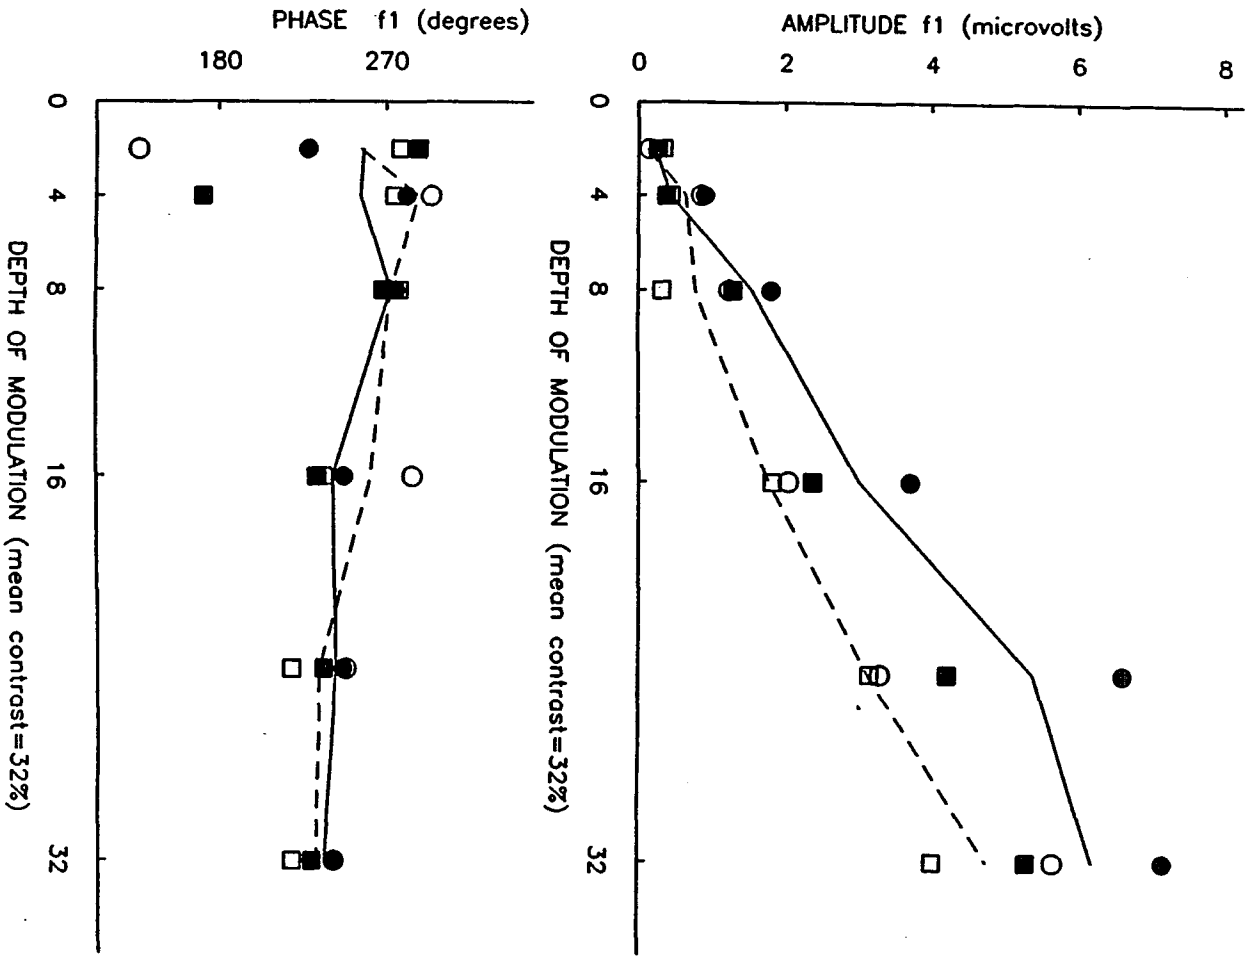 PHASE f1 (degrees)
180 270
0
4
8
16
32
DEPTH OF MODULATION (mean contrast=32%)
AMPLITUDE f1 (microvolts)
0 2 4 6 8
0
4
8
16
32
DEPTH OF MODULATION (mean contrast=32%)